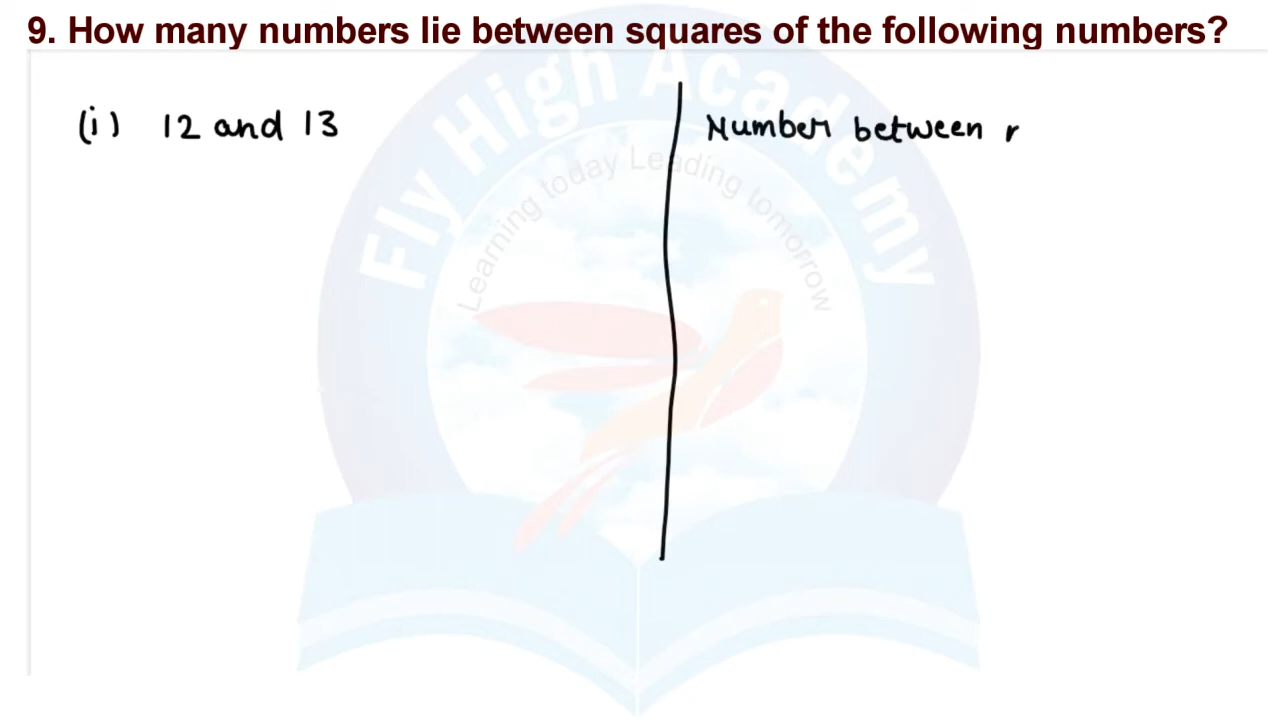 9. How many numbers lie between squares of the following numbers?
(i) 12 and 13
Number between r
Fly High Academy
Learning today Leading tomorrow